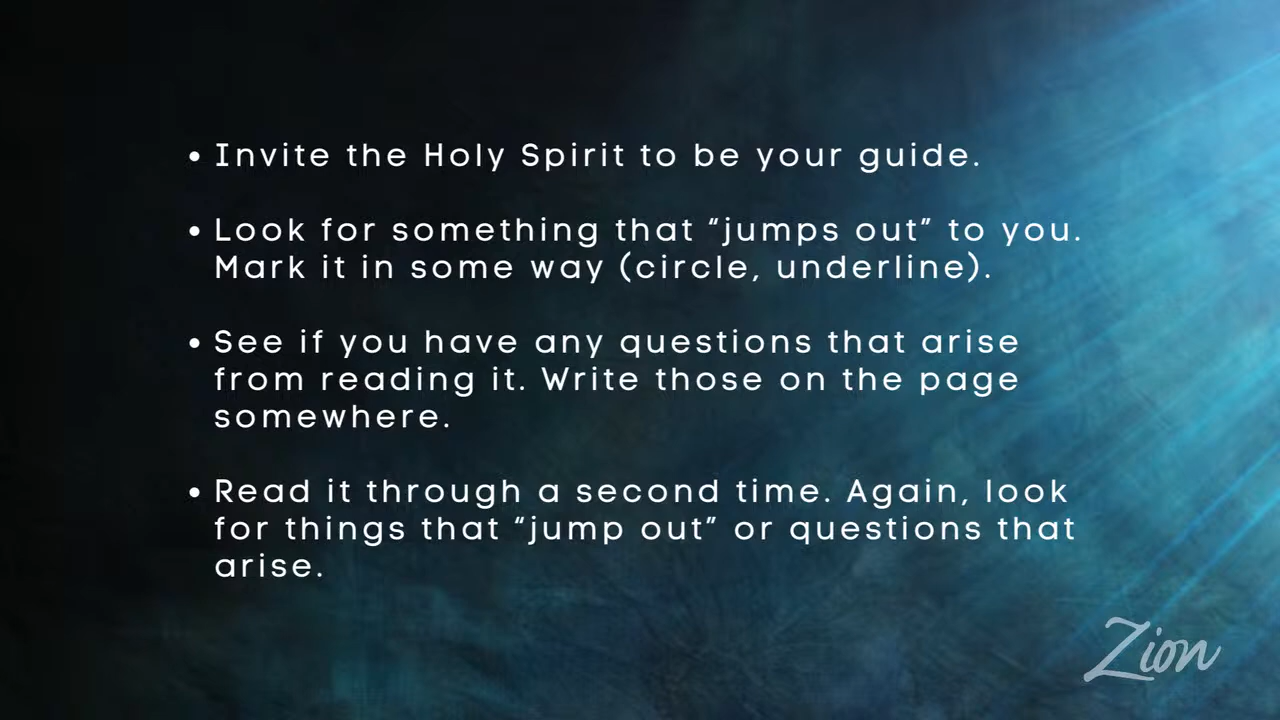 • Invite the Holy Spirit to be your guide.
• Look for something that “jumps out” to you.
Mark it in some way (circle, underline).
• See if you have any questions that arise
from reading it. Write those on the page
somewhere.
• Read it through a second time. Again, look
for things that “jump out” or questions that
arise.
Zion